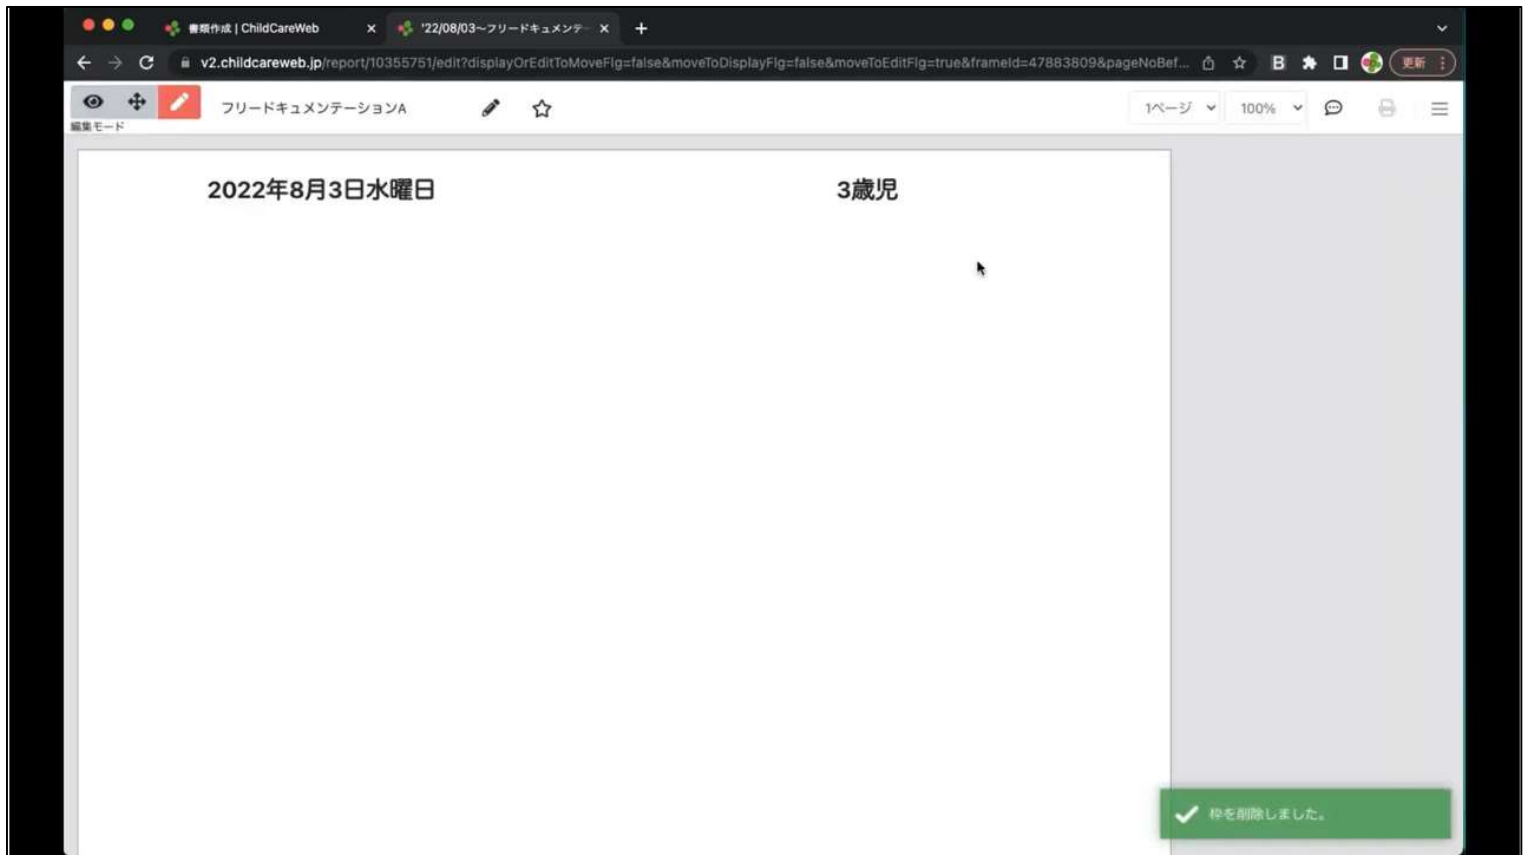 書類作成 | ChildCareWeb
'22/08/03〜フリードキュメンテ
v2.childcareweb.jp/report/10355751/edit?displayOrEditToMoveFlg=false&moveToDisplayFlg=false&moveToEditFlg=true&frameId=47883809&pageNoBef...
B
更新
フリードキュメンテーションA
1ページ
100%
編集モード
2022年8月3日水曜日
3歳児
枠を削除しました。